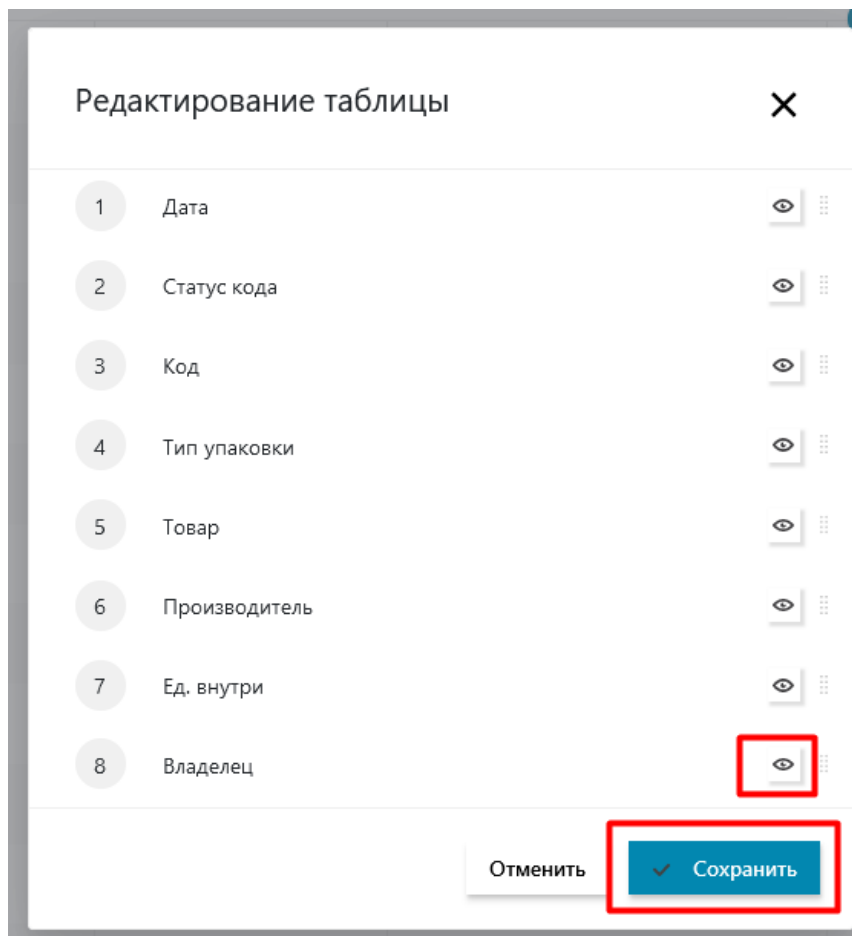 Редактирование таблицы
1 Дата
2 Статус кода
3 Код
4 Тип упаковки
5 Товар
6 Производитель
7 Ед. внутри
8 Владелец
Отменить Сохранить